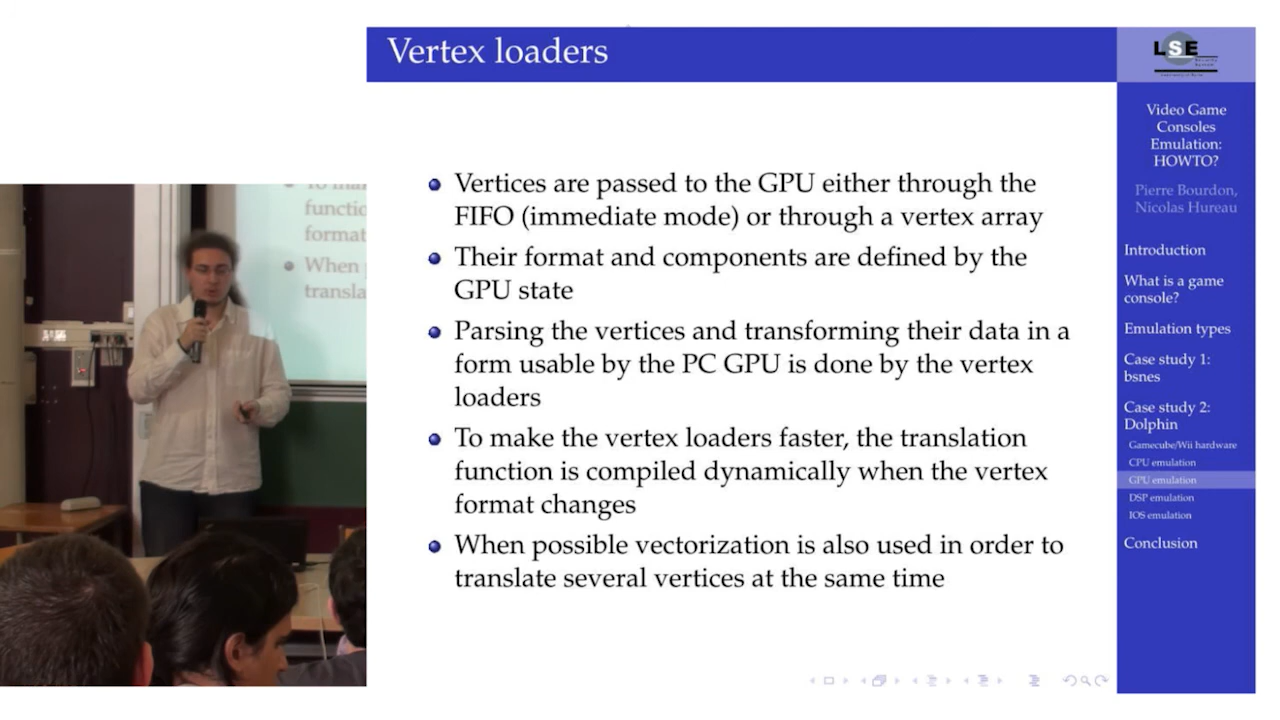 Vertex loaders
Vertices are passed to the GPU either through the
FIFO (immediate mode) or through a vertex array
Their format and components are defined by the
GPU state
Parsing the vertices and transforming their data in a
form usable by the PC GPU is done by the vertex
loaders
To make the vertex loaders faster, the translation
function is compiled dynamically when the vertex
format changes
When possible vectorization is also used in order to
translate several vertices at the same time
LSE
Video Game
Consoles
Emulation:
HOWTO?
Pierre Bourdon,
Nicolas Hureau
Introduction
What is a game
console?
Emulation types
Case study 1:
bsnes
Case study 2:
Dolphin
Gamecube/Wii hardware
CPU emulation
GPU emulation
DSP emulation
IOS emulation
Conclusion
functio
format
When
transla